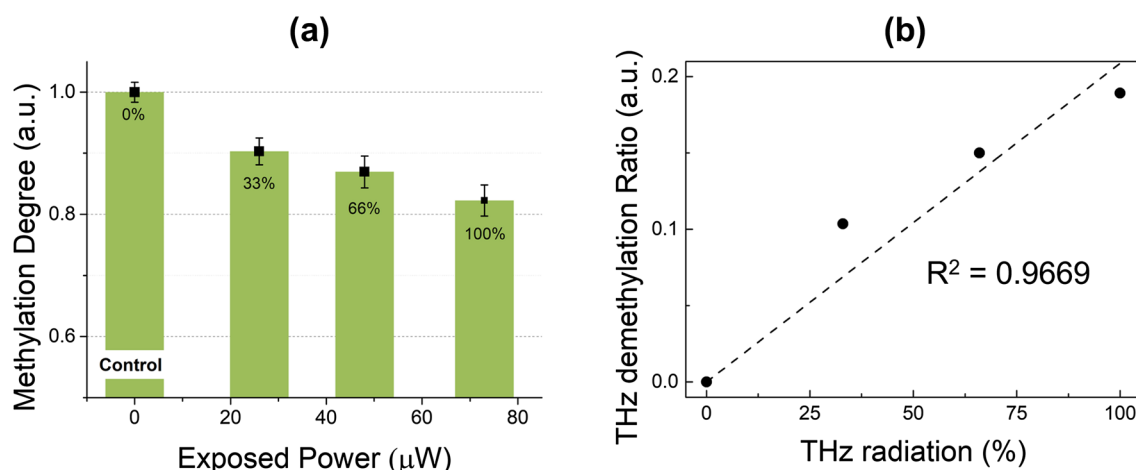 (a)
Methylation Degree (a.u.)
1.0
0.8
0.6
0%
33%
66%
100%
Control
0
20
40
60
80
Exposed Power (μW)
(b)
THz demethylation Ratio (a.u.)
0.2
0.1
0.0
R² = 0.9669
0
25
50
75
100
THz radiation (%)